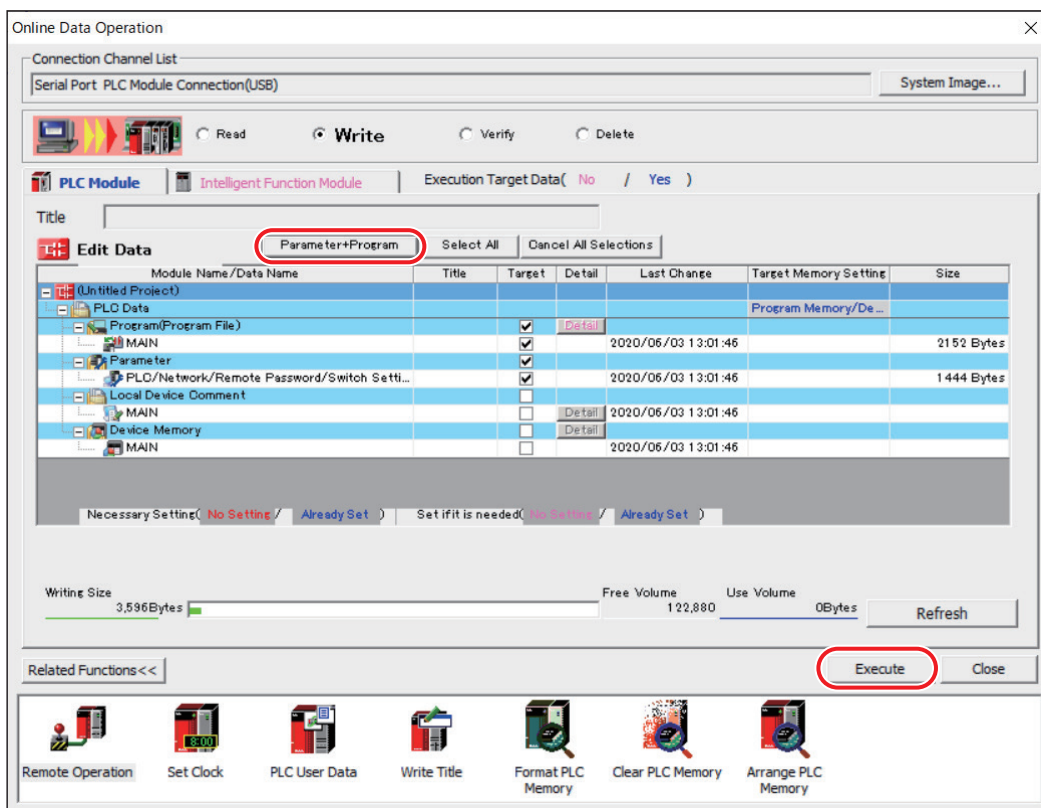 Online Data Operation
Connection Channel List
Serial Port PLC Module Connection(USB)
System Image...
Read Write Verify Delete
PLC Module Intelligent Function Module Execution Target Data( No / Yes )
Title
Edit Data Parameter+Program Select All Cancel All Selections
Module Name/Data Name Title Target Detail Last Change Target Memory Setting Size
(Untitled Project)
PLC Data Program Memory/De...
Program(Program File) Detail
MAIN 2020/06/03 13:01:46 2152 Bytes
Parameter
PLC/Network/Remote Password/Switch Setti... 2020/06/03 13:01:46 1444 Bytes
Local Device Comment
MAIN Detail 2020/06/03 13:01:46
Device Memory Detail
MAIN 2020/06/03 13:01:46
Necessary Setting( No Setting / Already Set ) Set if it is needed( No Setting / Already Set )
Writing Size Free Volume Use Volume
3,596Bytes 122,880 0Bytes Refresh
Related Functions<< Execute Close
8:00
Remote Operation Set Clock PLC User Data Write Title Format PLC Memory Clear PLC Memory Arrange PLC Memory